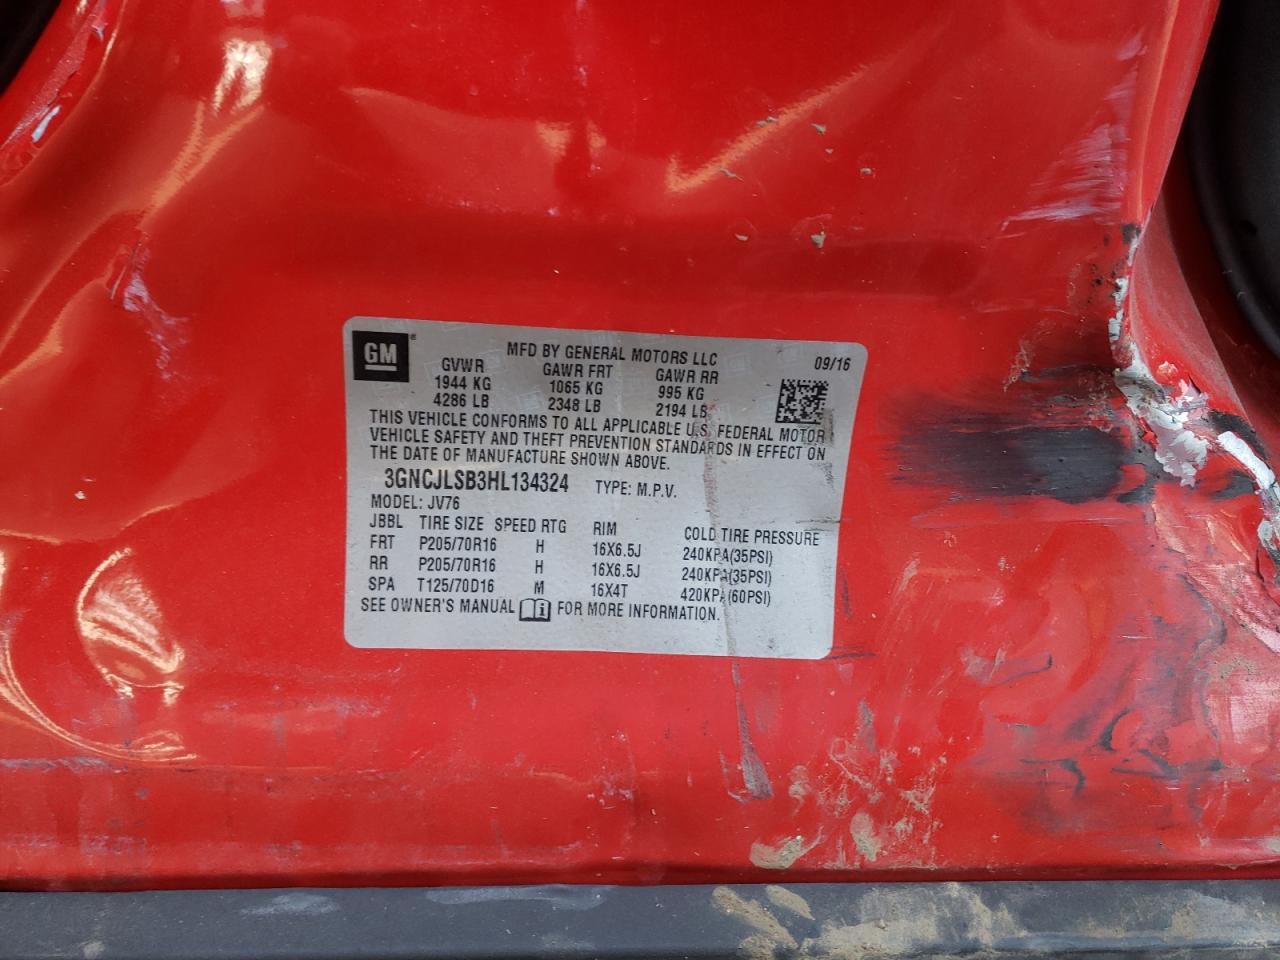 GM
MFD BY GENERAL MOTORS LLC 09/16
GVWR GAWR FRT GAWR RR
1944 KG 1065 KG 995 KG
4286 LB 2348 LB 2194 LB
THIS VEHICLE CONFORMS TO ALL APPLICABLE U.S. FEDERAL MOTOR
VEHICLE SAFETY AND THEFT PREVENTION STANDARDS IN EFFECT ON
THE DATE OF MANUFACTURE SHOWN ABOVE.
3GNCJLSB3HL134324 TYPE: M.P.V.
MODEL: JV76
JBBL TIRE SIZE SPEED RTG RIM COLD TIRE PRESSURE
FRT P205/70R16 H 16X6.5J 240KPA(35PSI)
RR P205/70R16 H 16X6.5J 240KPA(35PSI)
SPA T125/70D16 M 16X4T 420KPA(60PSI)
SEE OWNER'S MANUAL FOR MORE INFORMATION.